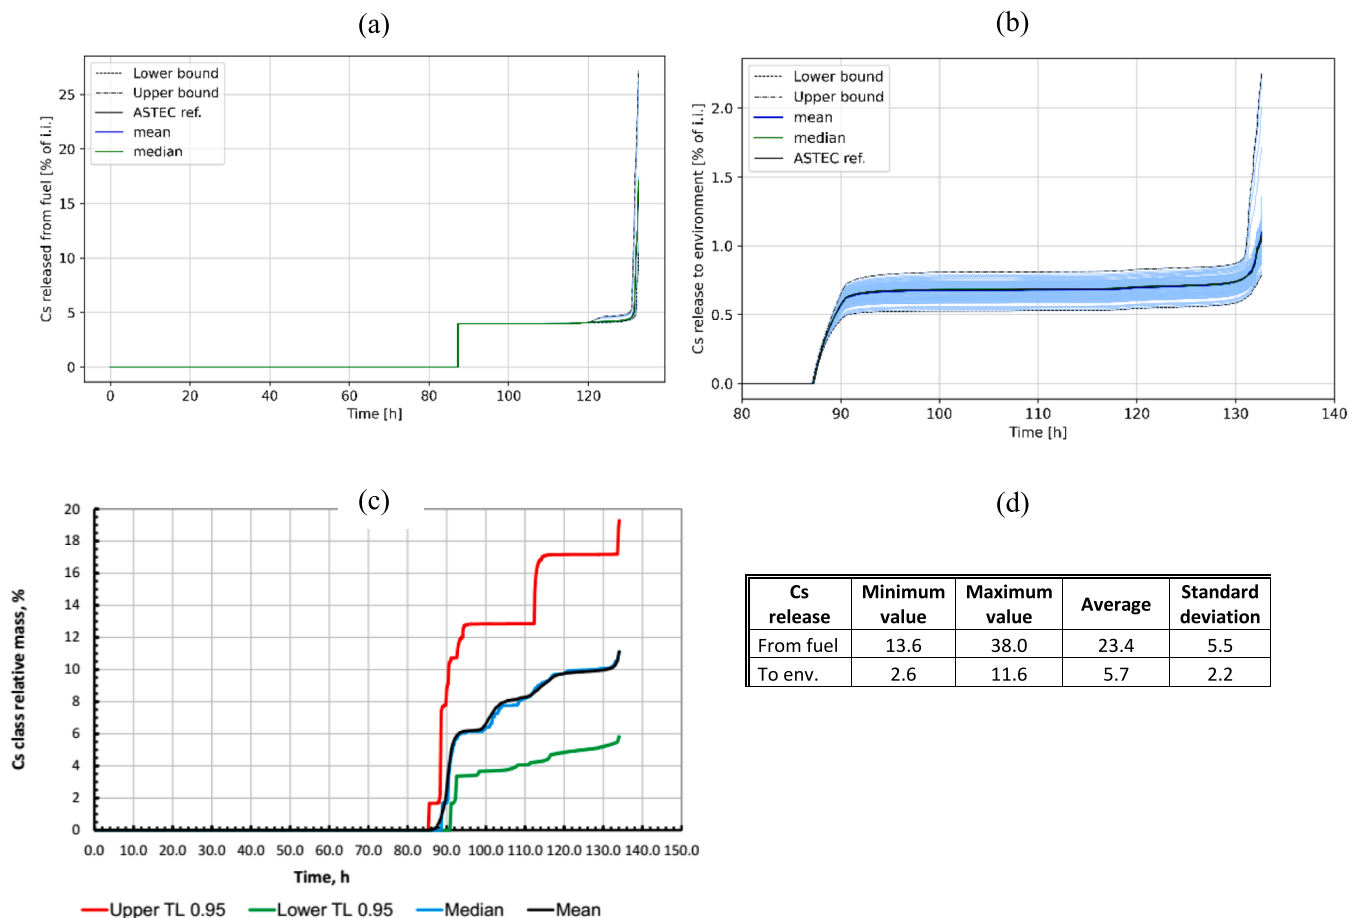 (a)
Lower bound
Upper bound
ASTEC ref.
mean
median
Cs released from fuel [% of i.i.]
25
20
15
10
5
0
0 20 40 60 80 100 120
Time [h]
(b)
Lower bound
Upper bound
mean
median
ASTEC ref.
Cs release to environment [% of i.i.]
2.0
1.5
1.0
0.5
0.0
80 90 100 110 120 130 140
Time [h]
(c)
Cs class relative mass, %
20
18
16
14
12
10
8
6
4
2
0
0.0 10.0 20.0 30.0 40.0 50.0 60.0 70.0 80.0 90.0 100.0 110.0 120.0 130.0 140.0 150.0
Time, h
Upper TL 0.95 Lower TL 0.95 Median Mean
(d)
Cs release Minimum value Maximum value Average Standard deviation
From fuel 13.6 38.0 23.4 5.5
To env. 2.6 11.6 5.7 2.2